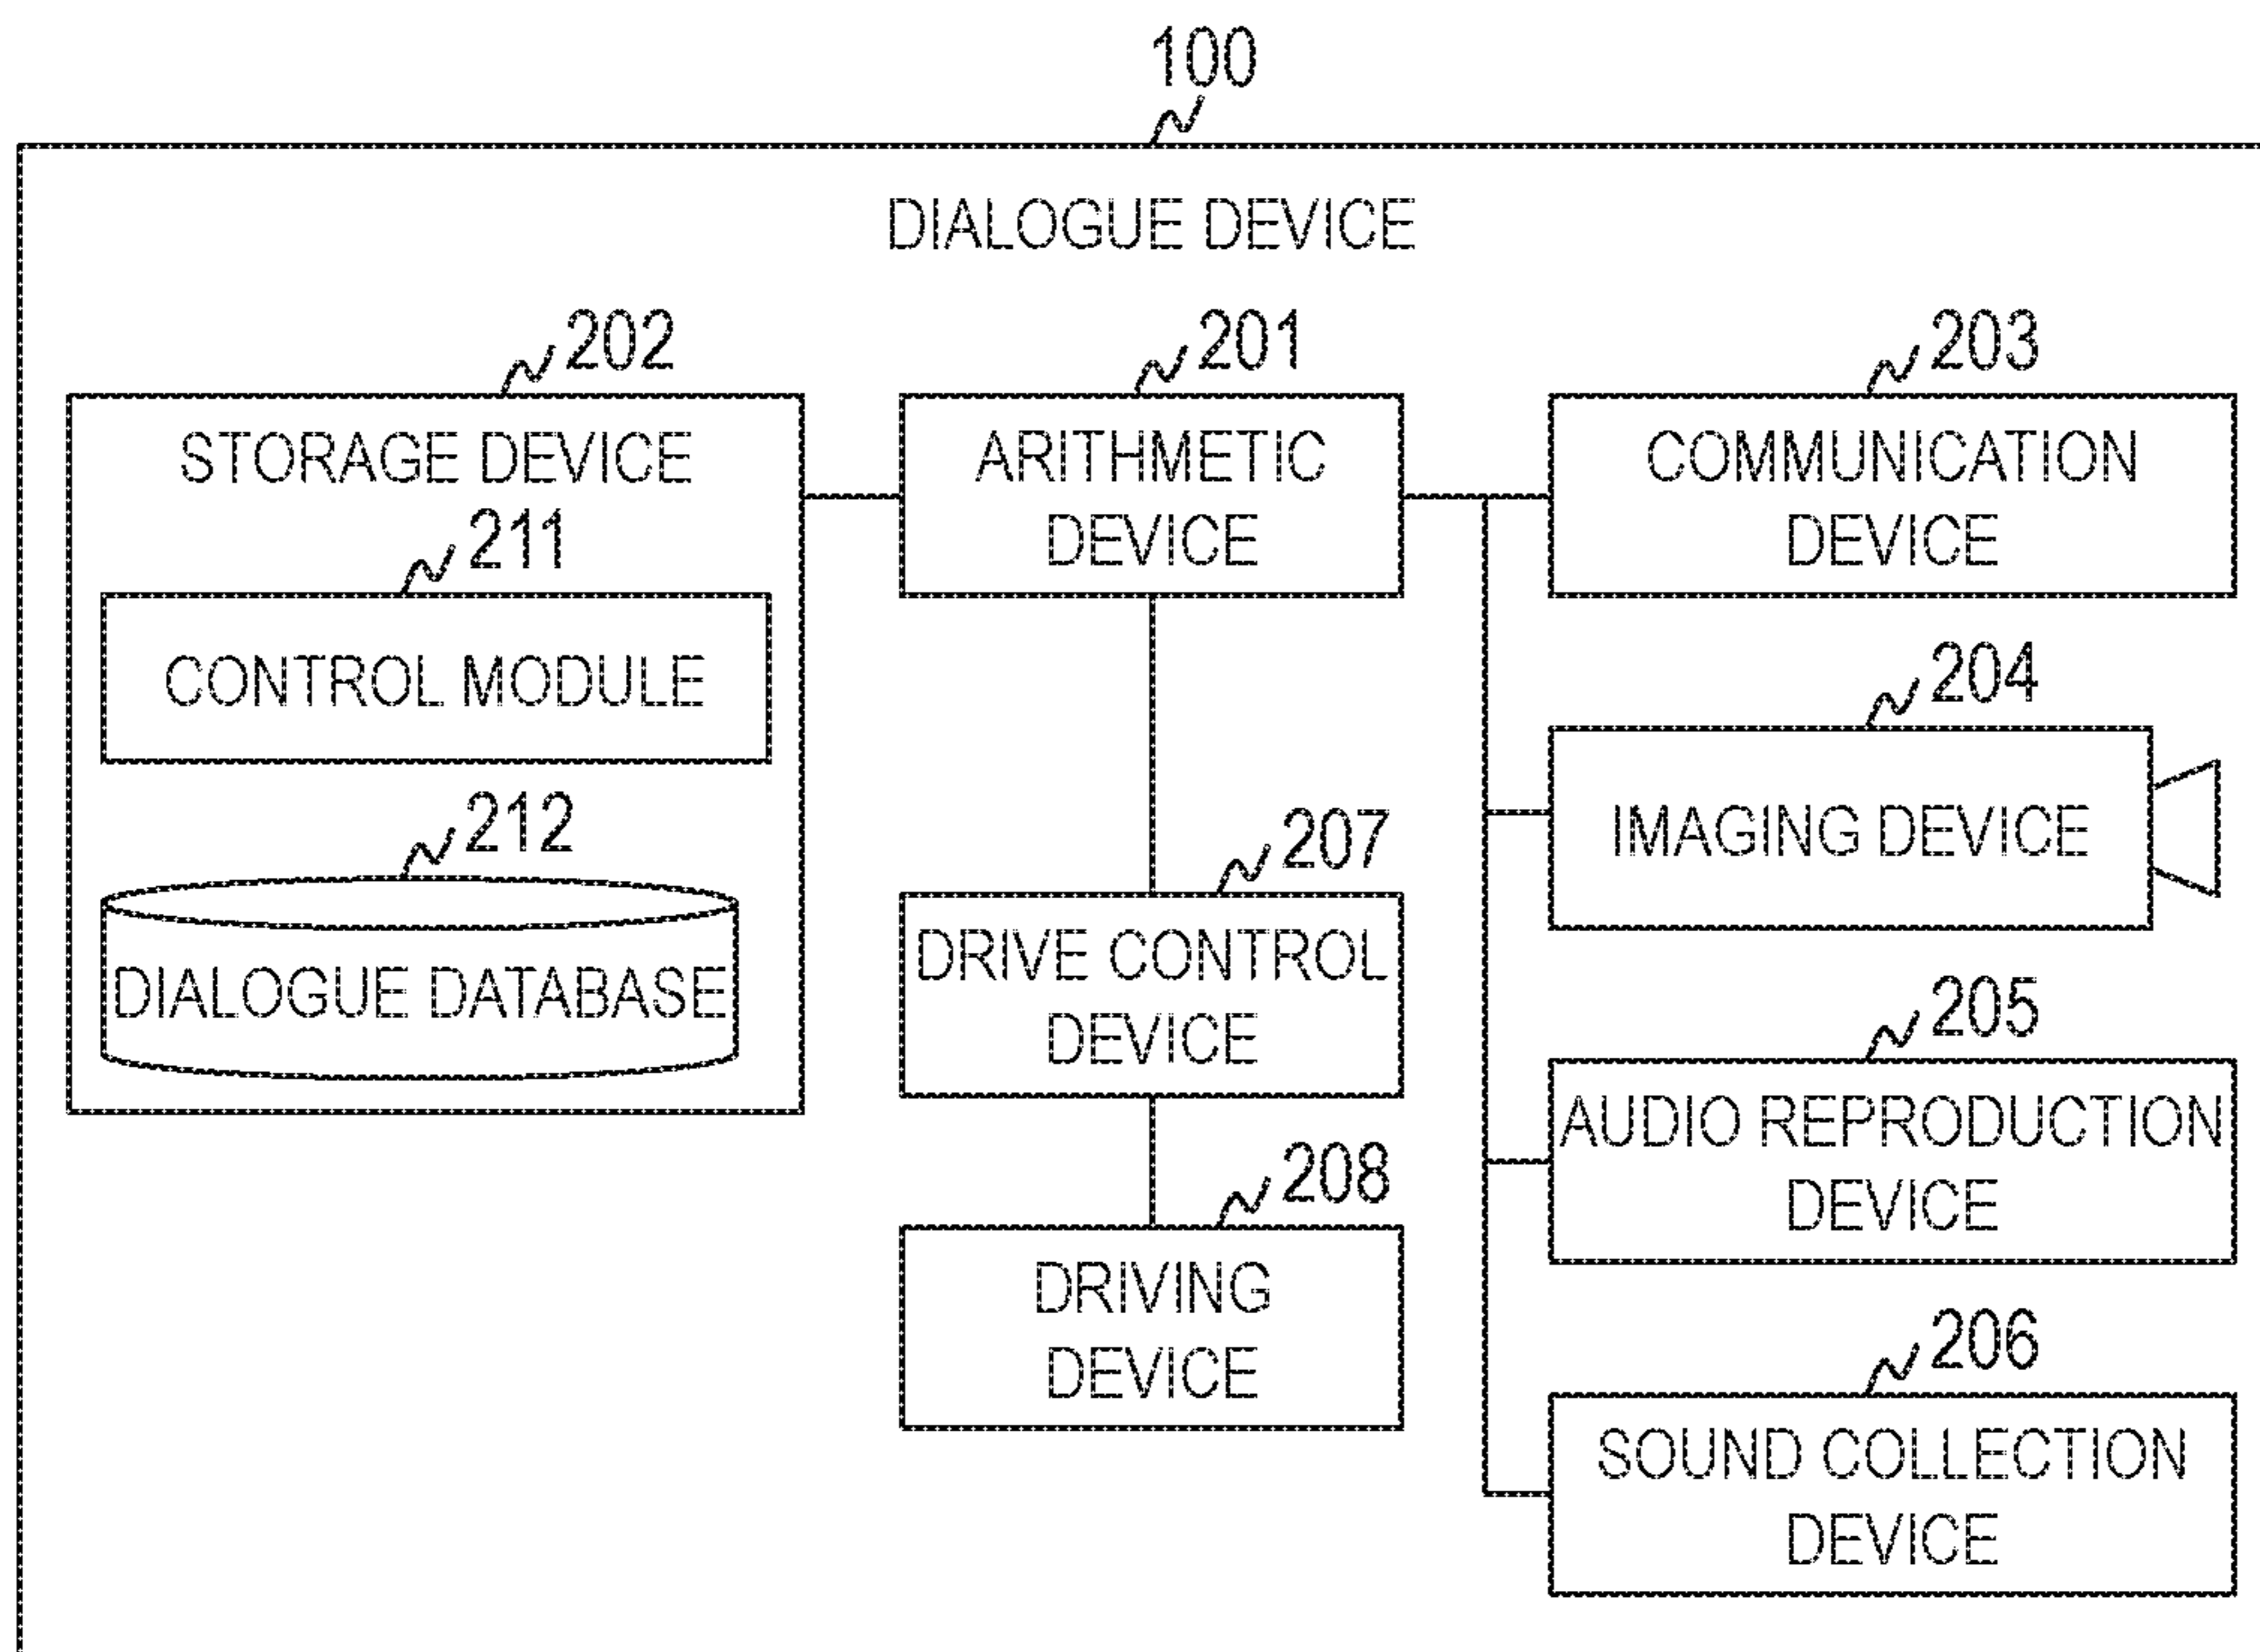 100
DIALOGUE DEVICE
202
STORAGE DEVICE
211
CONTROL MODULE
212
DIALOGUE DATABASE
201
ARITHMETIC
DEVICE
207
DRIVE CONTROL
DEVICE
208
DRIVING
DEVICE
203
COMMUNICATION
DEVICE
204
IMAGING DEVICE
205
AUDIO REPRODUCTION
DEVICE
206
SOUND COLLECTION
DEVICE